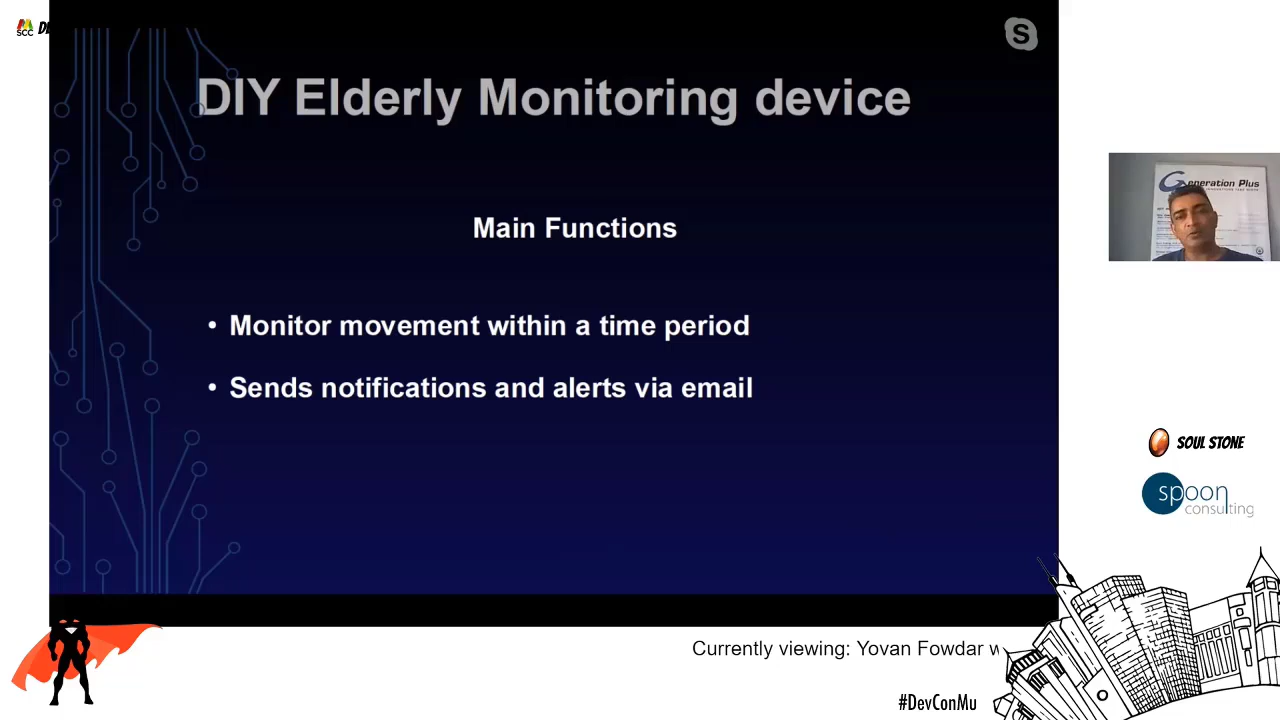 SCC
S
DIY Elderly Monitoring device
Main Functions
• Monitor movement within a time period
• Sends notifications and alerts via email
Generation Plus
SOUL STONE
spoon
consulting
Currently viewing: Yovan Fowdar w
#DevConMu